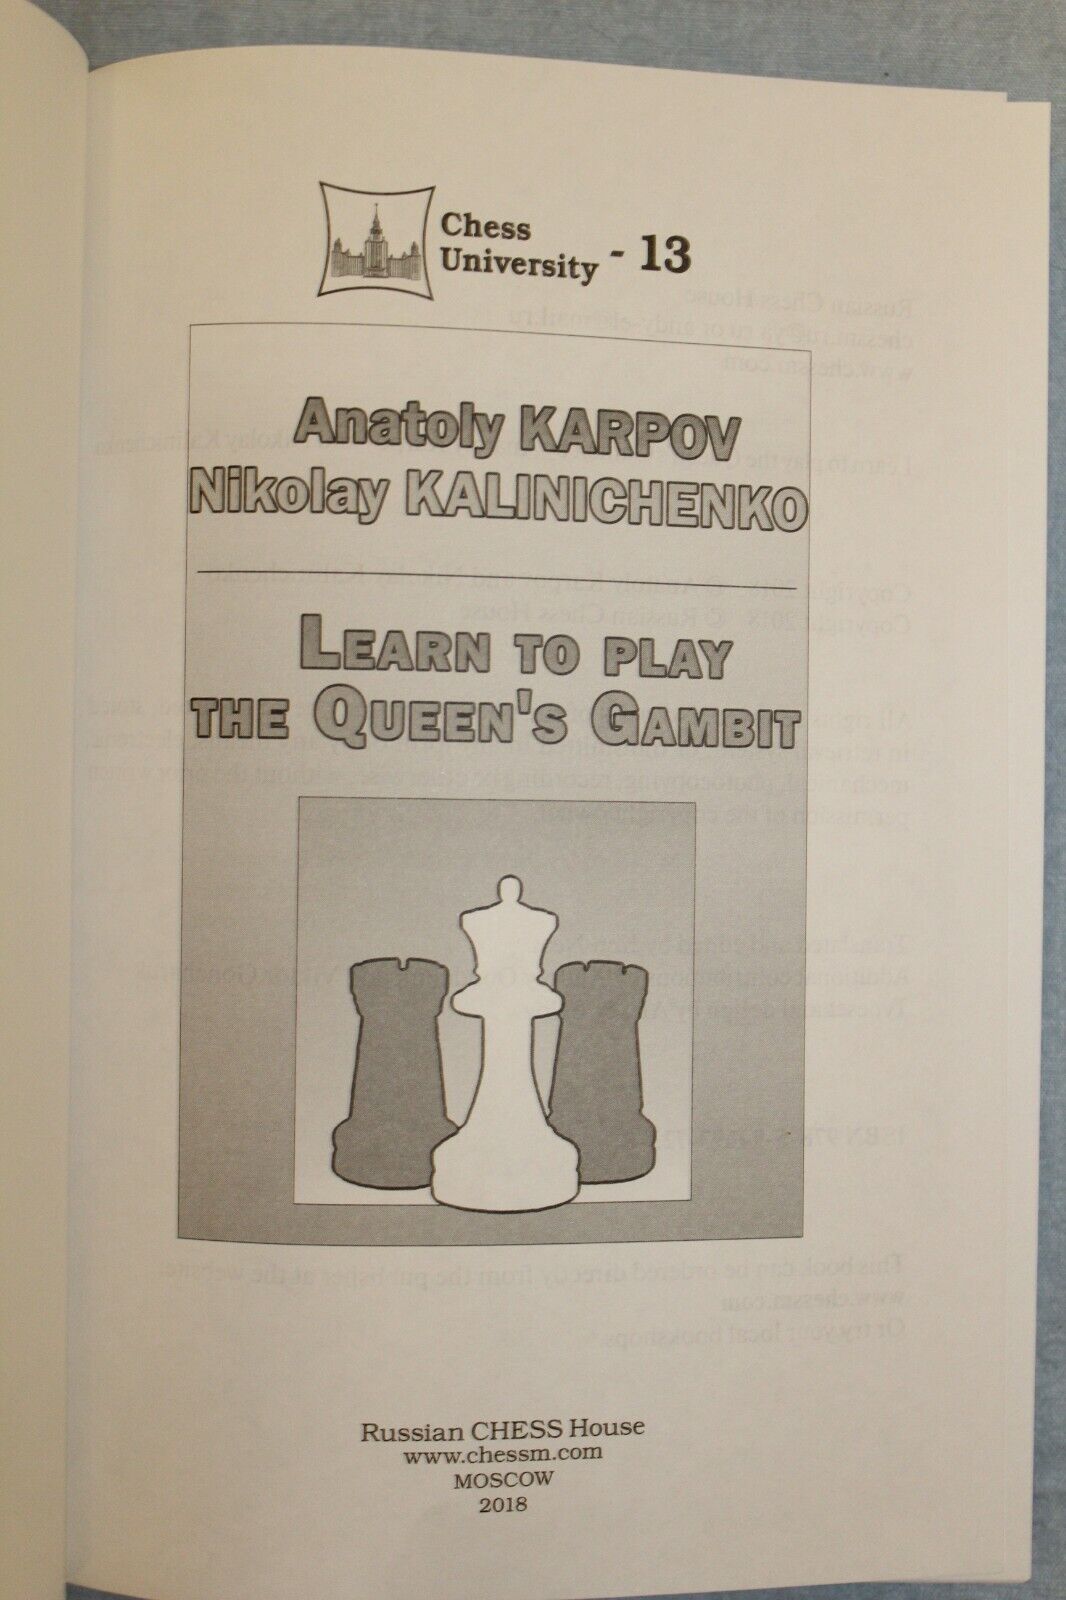 Chess
University - 13
Anatoly KARPOV
Nikolay KALINICHENKO
LEARN TO PLAY
THE QUEEN'S GAMBIT
Russian CHESS House
www.chessm.com
MOSCOW
2018